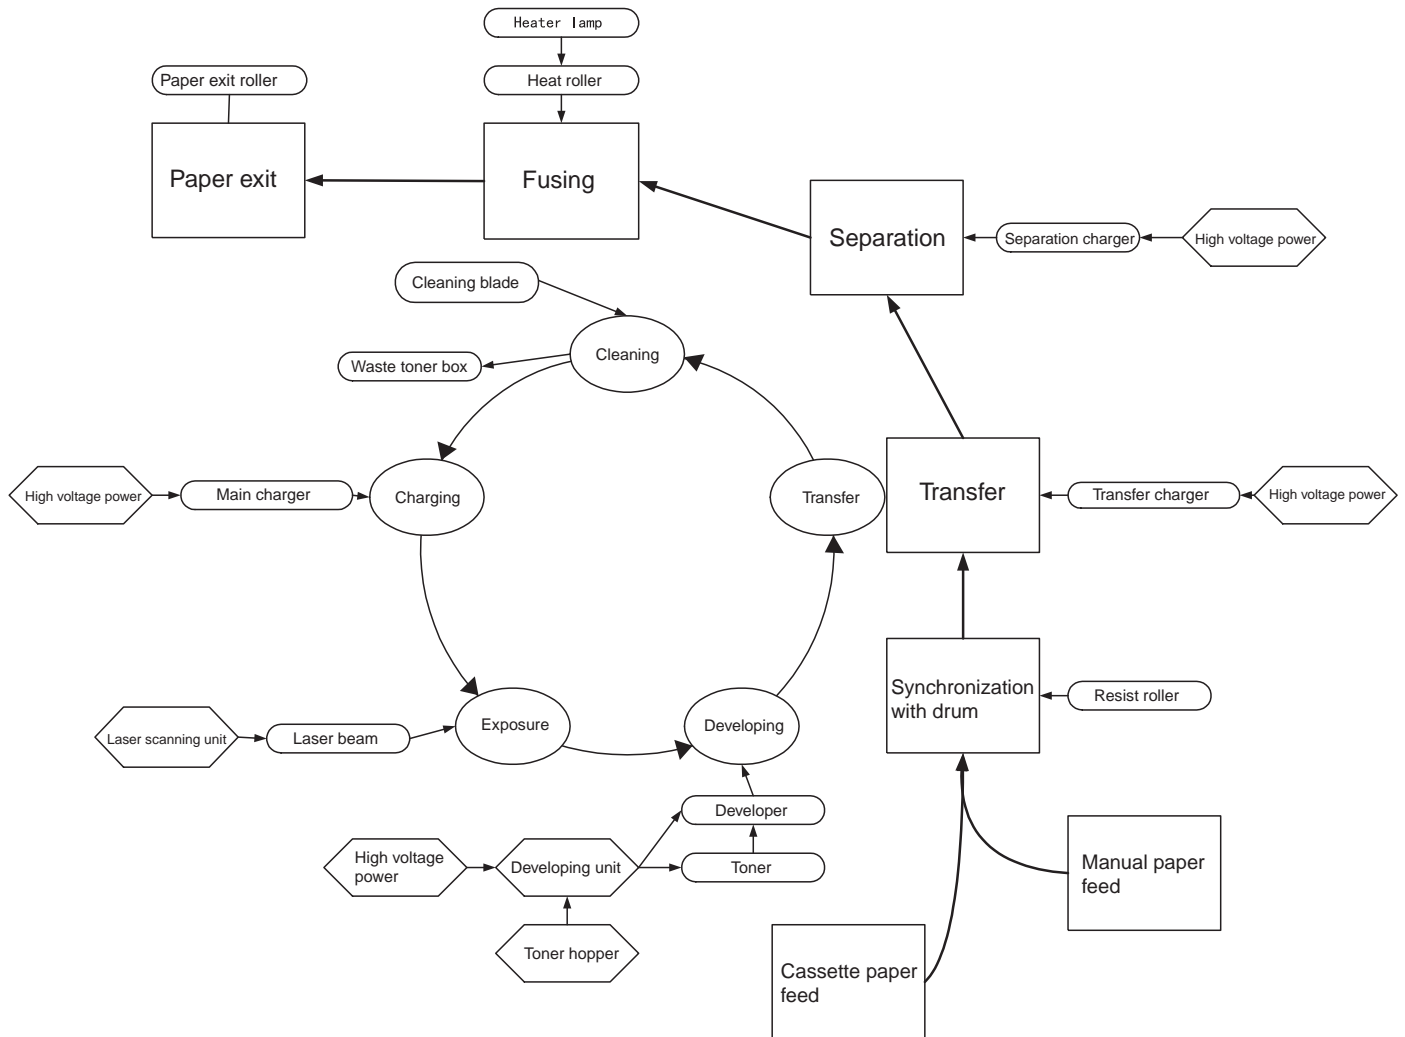 Heater lamp
Paper exit roller
Heat roller
Paper exit
Fusing
Separation
Separation charger
High voltage power
Cleaning blade
Cleaning
Waste toner box
High voltage power
Main charger
Charging
Transfer
Transfer
Transfer charger
High voltage power
Synchronization
with drum
Resist roller
Laser scanning unit
Laser beam
Exposure
Developing
Developer
High voltage
power
Developing unit
Toner
Manual paper
feed
Toner hopper
Cassette paper
feed